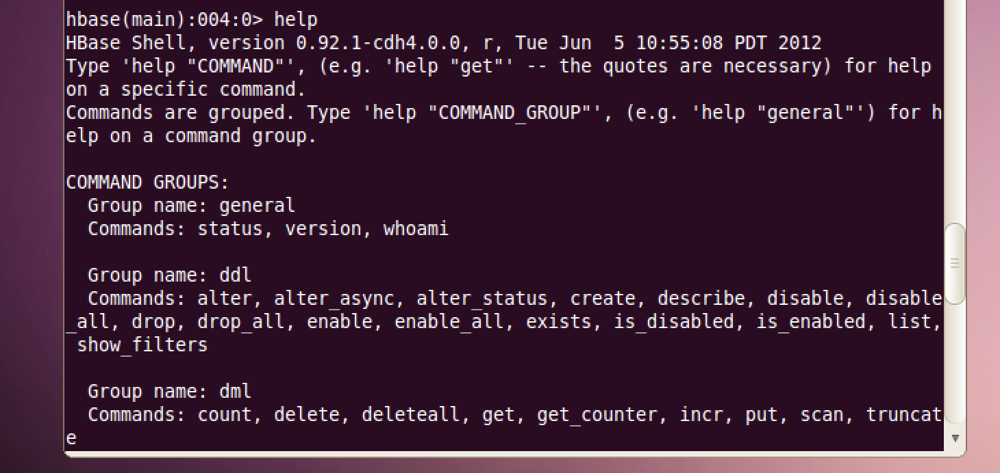 hbase(main):004:0> help
HBase Shell, version 0.92.1-cdh4.0.0, r, Tue Jun  5 10:55:08 PDT 2012
Type 'help "COMMAND"', (e.g. 'help "get"' -- the quotes are necessary) for help
on a specific command.
Commands are grouped. Type 'help "COMMAND_GROUP"', (e.g. 'help "general"') for h
elp on a command group.

COMMAND GROUPS:
  Group name: general
  Commands: status, version, whoami

  Group name: ddl
  Commands: alter, alter_async, alter_status, create, describe, disable, disable
_all, drop, drop_all, enable, enable_all, exists, is_disabled, is_enabled, list,
 show_filters

  Group name: dml
  Commands: count, delete, deleteall, get, get_counter, incr, put, scan, truncat
e